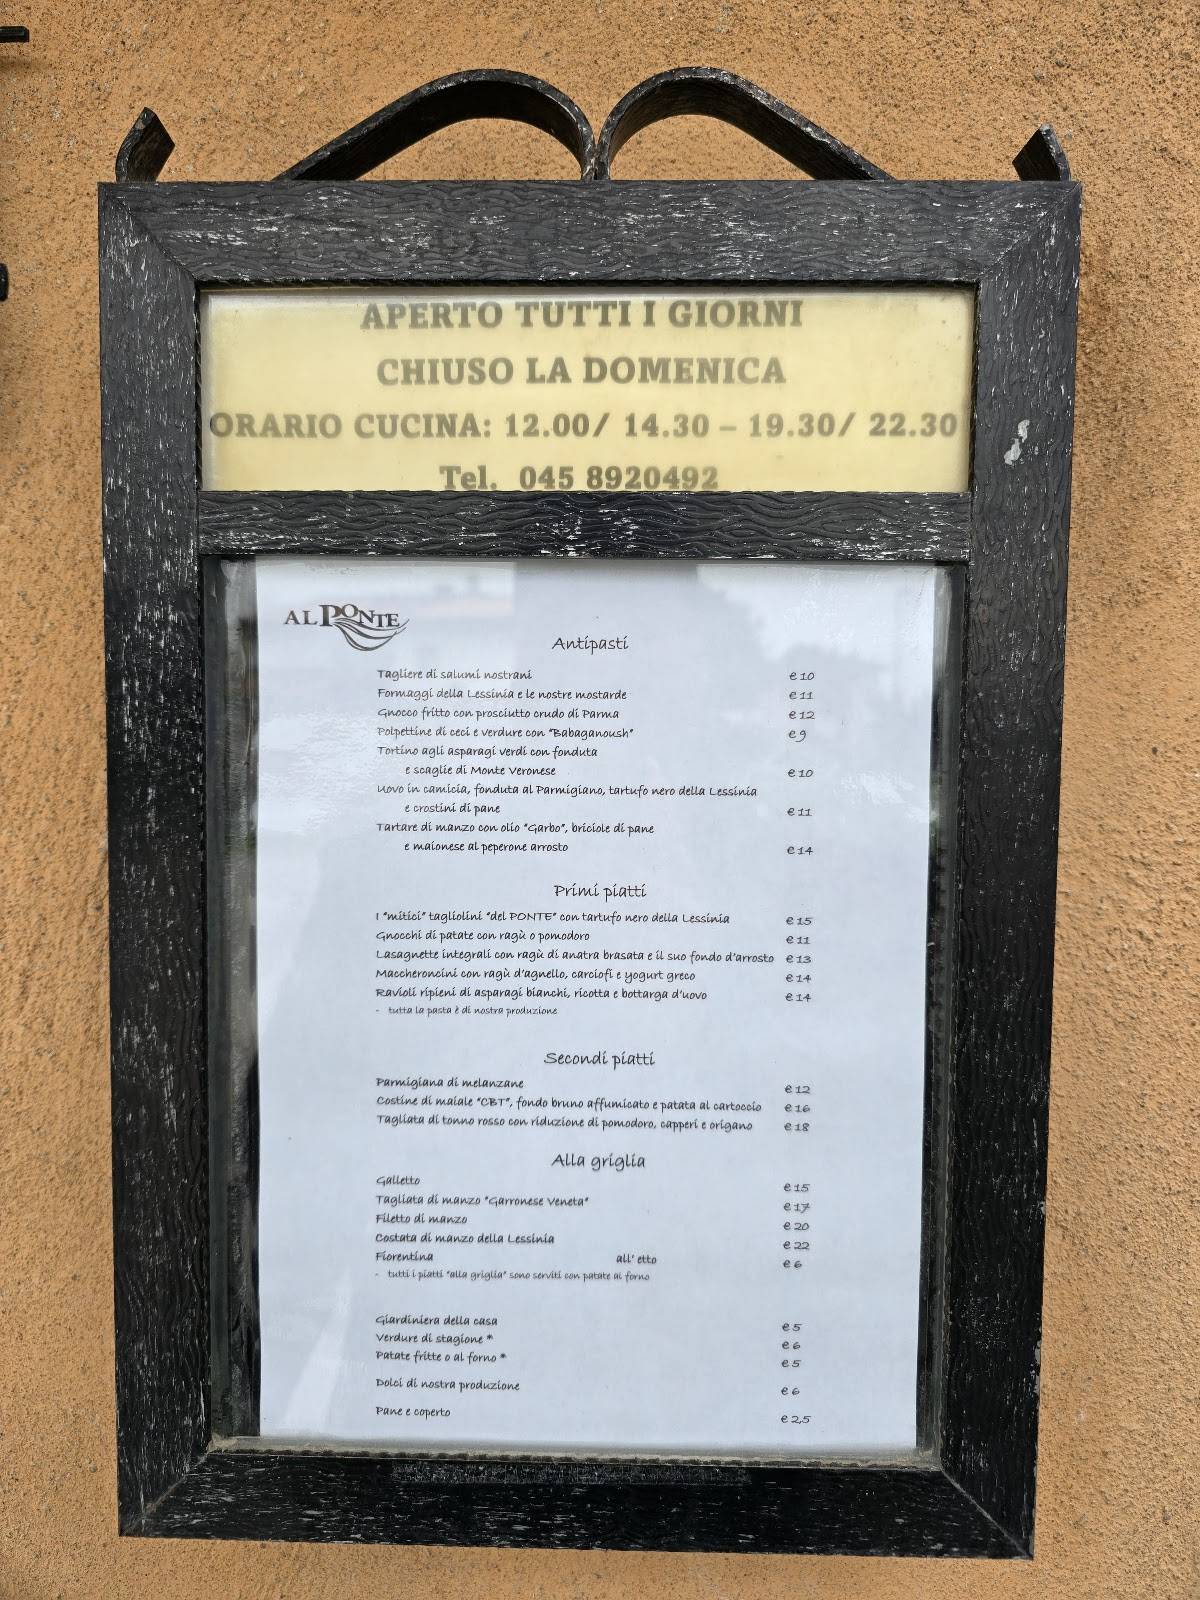 APERTO TUTTI I GIORNI
CHIUSO LA DOMENICA
ORARIO CUCINA: 12.00/ 14.30 – 19.30/ 22.30
Tel. 045 8920492
AL PONTE
Antipasti
Tagliere di salumi nostrani € 10
Formaggi della Lessinia e le nostre mostarde € 11
Gnocco fritto con prosciutto crudo di Parma € 12
Polpettine di ceci e verdure con "Babaganoush" € 9
Tortino agli asparagi verdi con fonduta
e scaglie di Monte Veronese € 10
Uovo in camicia, fonduta al Parmigiano, tartufo nero della Lessinia
e crostini di pane € 11
Tartare di manzo con olio "Garbo", briciole di pane
e maionese al peperone arrosto € 14
Primi piatti
I "mitici" tagliolini "del PONTE" con tartufo nero della Lessinia € 15
Gnocchi di patate con ragù o pomodoro € 11
Lasagnette integrali con ragù di anatra brasata e il suo fondo d'arrosto € 13
Maccheroncini con ragù d'agnello, carciofi e yogurt greco € 14
Ravioli ripieni di asparagi bianchi, ricotta e bottarga d'uovo € 14
- tutta la pasta è di nostra produzione
Secondi piatti
Parmigiana di melanzane € 12
Costine di maiale "CBT", fondo bruno affumicato e patata al cartoccio € 16
Tagliata di tonno rosso con riduzione di pomodoro, capperi e origano € 18
Alla griglia
Galletto € 15
Tagliata di manzo "Garronese Veneta" € 17
Filetto di manzo € 20
Costata di manzo della Lessinia € 22
Fiorentina all' etto € 6
- tutti i piatti "alla griglia" sono serviti con patate al forno
Giardiniera della casa € 5
Verdure di stagione * € 6
Patate fritte o al forno * € 5
Dolci di nostra produzione € 6
Pane e coperto € 2,5